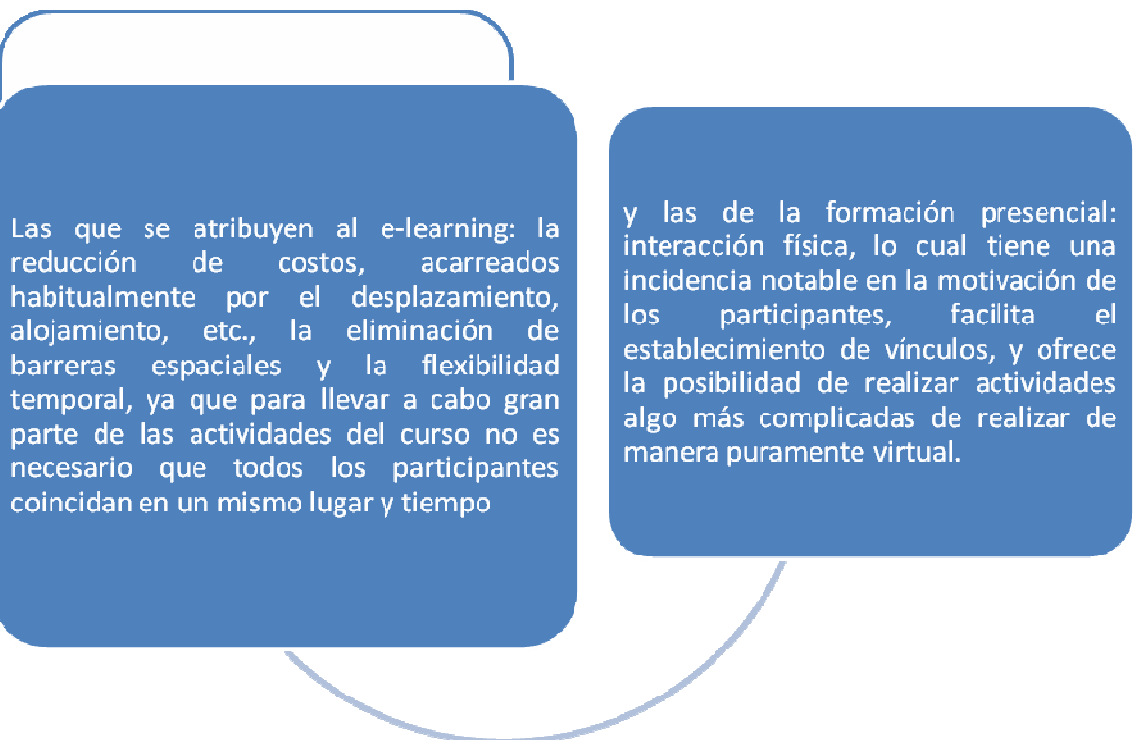 Las que se atribuyen al e-learning: la
reducción de costos, acarreados
habitualmente por el desplazamiento,
alojamiento, etc., la eliminación de
barreras espaciales y la flexibilidad
temporal, ya que para llevar a cabo gran
parte de las actividades del curso no es
necesario que todos los participantes
coincidan en un mismo lugar y tiempo
y las de la formación presencial:
interacción física, lo cual tiene una
incidencia notable en la motivación de
los participantes, facilita el
establecimiento de vínculos, y ofrece
la posibilidad de realizar actividades
algo más complicadas de realizar de
manera puramente virtual.